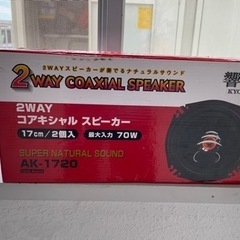 2WAYスピーカーが奏でるナチュラルサウンド
2WAY COAXIAL SPEAKER
響
KYO
2WAY
コアキシャル スピーカー
17cm/2個入
最大入力 70W
SUPER NATURAL SOUND
AK-1720